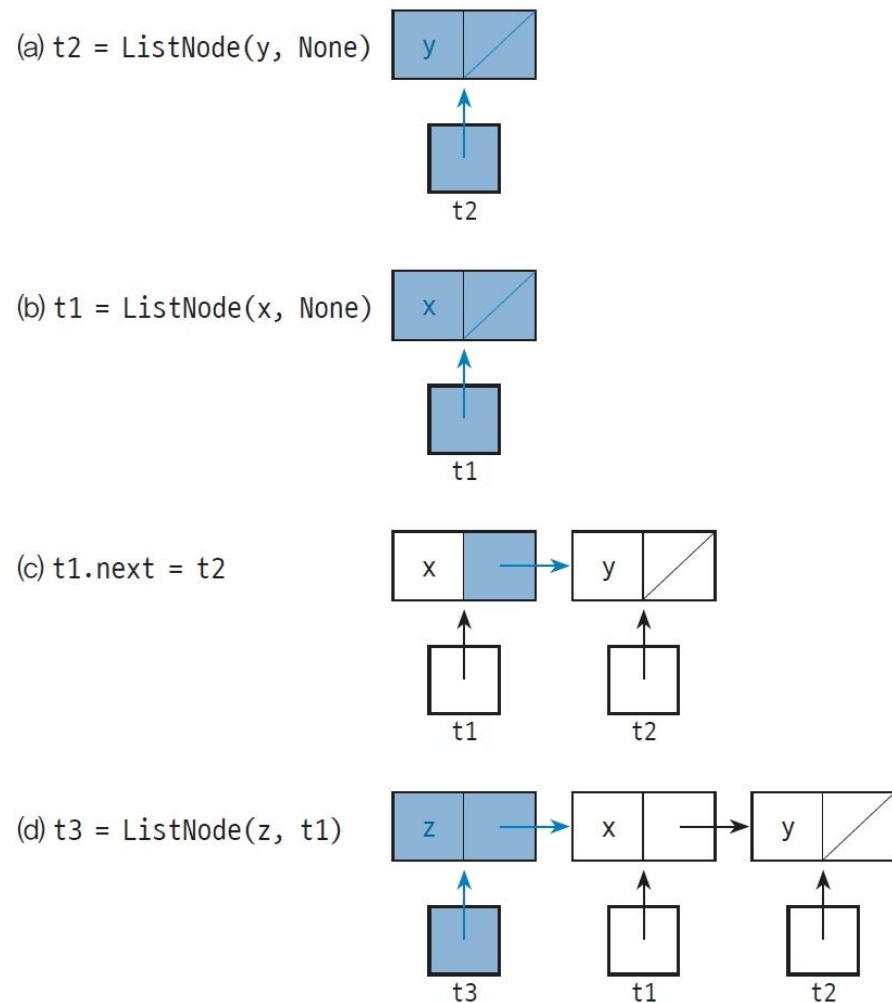 (a) t2 = ListNode(y, None)
y
t2
(b) t1 = ListNode(x, None)
x
t1
(c) t1.next = t2
x y
t1 t2
(d) t3 = ListNode(z, t1)
z x y
t3 t1 t2